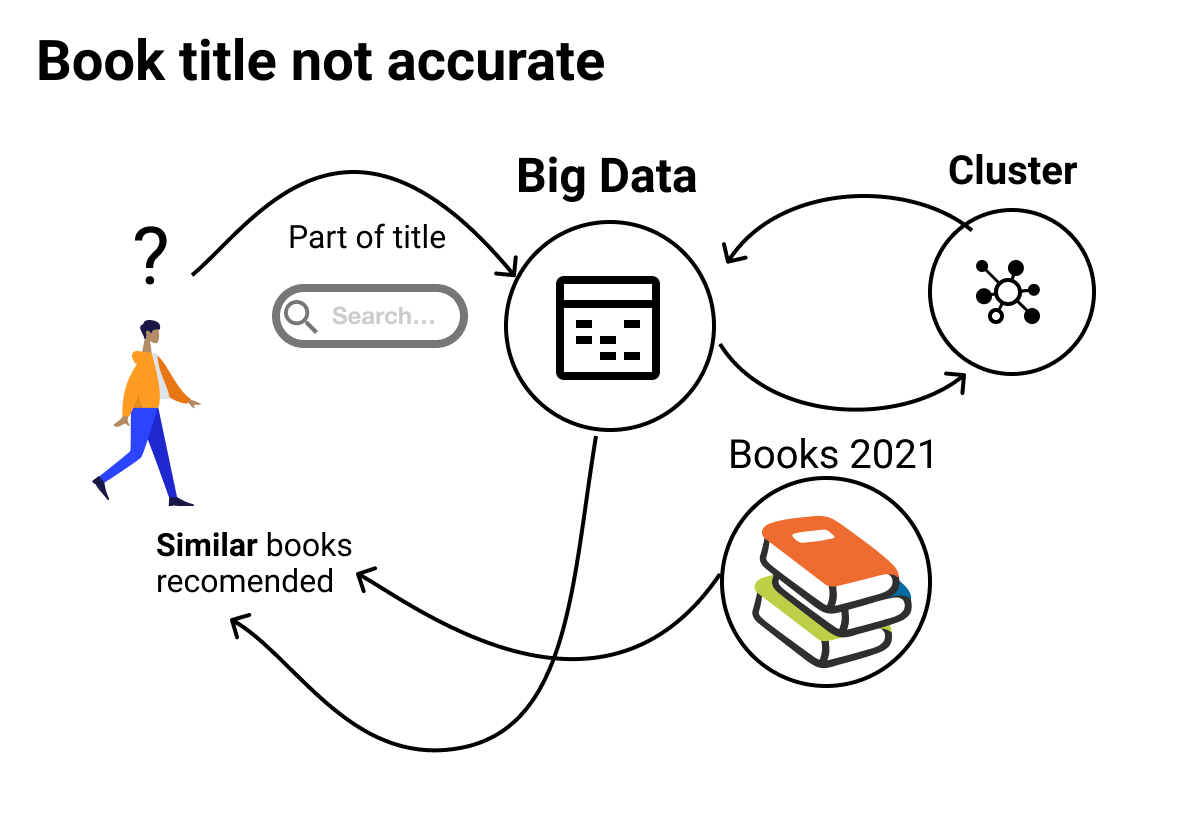 Book title not accurate
Big Data
Cluster
?
Part of title
Search...
Books 2021
Similar books
recomended